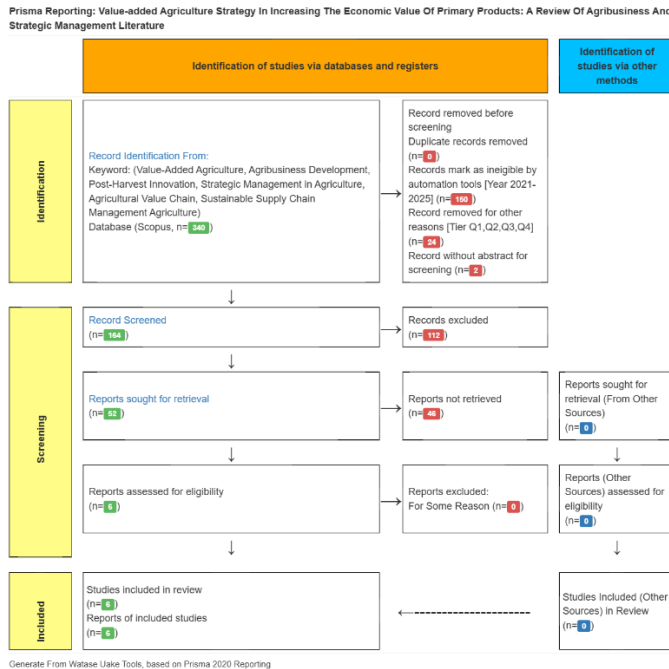 Prisma Reporting: Value-added Agriculture Strategy In Increasing The Economic Value Of Primary Products: A Review Of Agribusiness And
Strategic Management Literature
Identification of studies via databases and registers
Identification of
studies via other
methods
Identification
Record Identification From:
Keyword: (Value-Added Agriculture, Agribusiness Development,
Post-Harvest Innovation, Strategic Management in Agriculture,
Agricultural Value Chain, Sustainable Supply Chain
Management Agriculture)
Database (Scopus, n=340)
Record removed before
screening
Duplicate records removed
(n=0)
Records mark as ineigible by
automation tools [Year 2021-
2025] (n=150)
Record removed for other
reasons [Tier Q1,Q2,Q3,Q4]
(n=24)
Record without abstract for
screening (n=2)
Screening
Record Screened
(n=164)
Records excluded
(n=112)
Reports sought for retrieval
(n=52)
Reports not retrieved
(n=46)
Reports sought for
retrieval (From Other
Sources)
(n=0)
Reports assessed for eligibility
(n=6)
Reports excluded:
For Some Reason (n=0)
Reports (Other
Sources) assessed for
eligibility
(n=0)
Included
Studies included in review
(n=6)
Reports of included studies
(n=6)
Studies Included (Other
Sources) in Review
(n=0)
Generate From Watase Uake Tools, based on Prisma 2020 Reporting